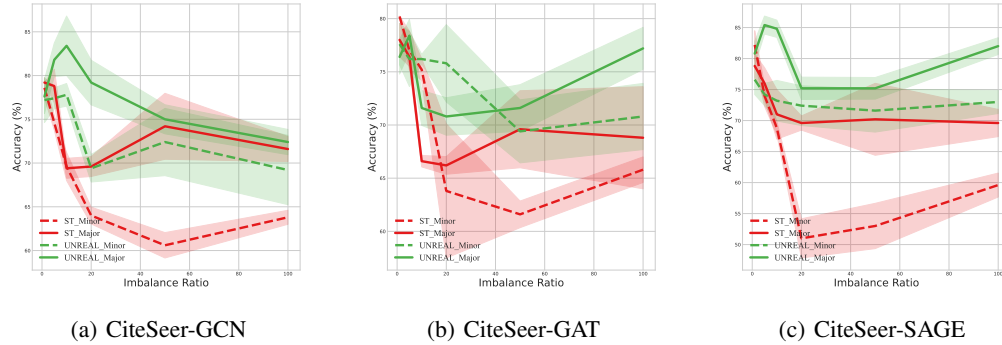 85
80
75
70
65
60
Accuracy (%)
ST_Minor
ST_Major
UNREAL_Minor
UNREAL_Major
0 20 40 60 80 100
Imbalance Ratio
(a) CiteSeer-GCN
80
75
70
65
60
Accuracy (%)
ST_Minor
ST_Major
UNREAL_Minor
UNREAL_Major
0 20 40 60 80 100
Imbalance Ratio
(b) CiteSeer-GAT
85
80
75
70
65
60
55
50
Accuracy (%)
ST_Minor
ST_Major
UNREAL_Minor
UNREAL_Major
0 20 40 60 80 100
Imbalance Ratio
(c) CiteSeer-SAGE